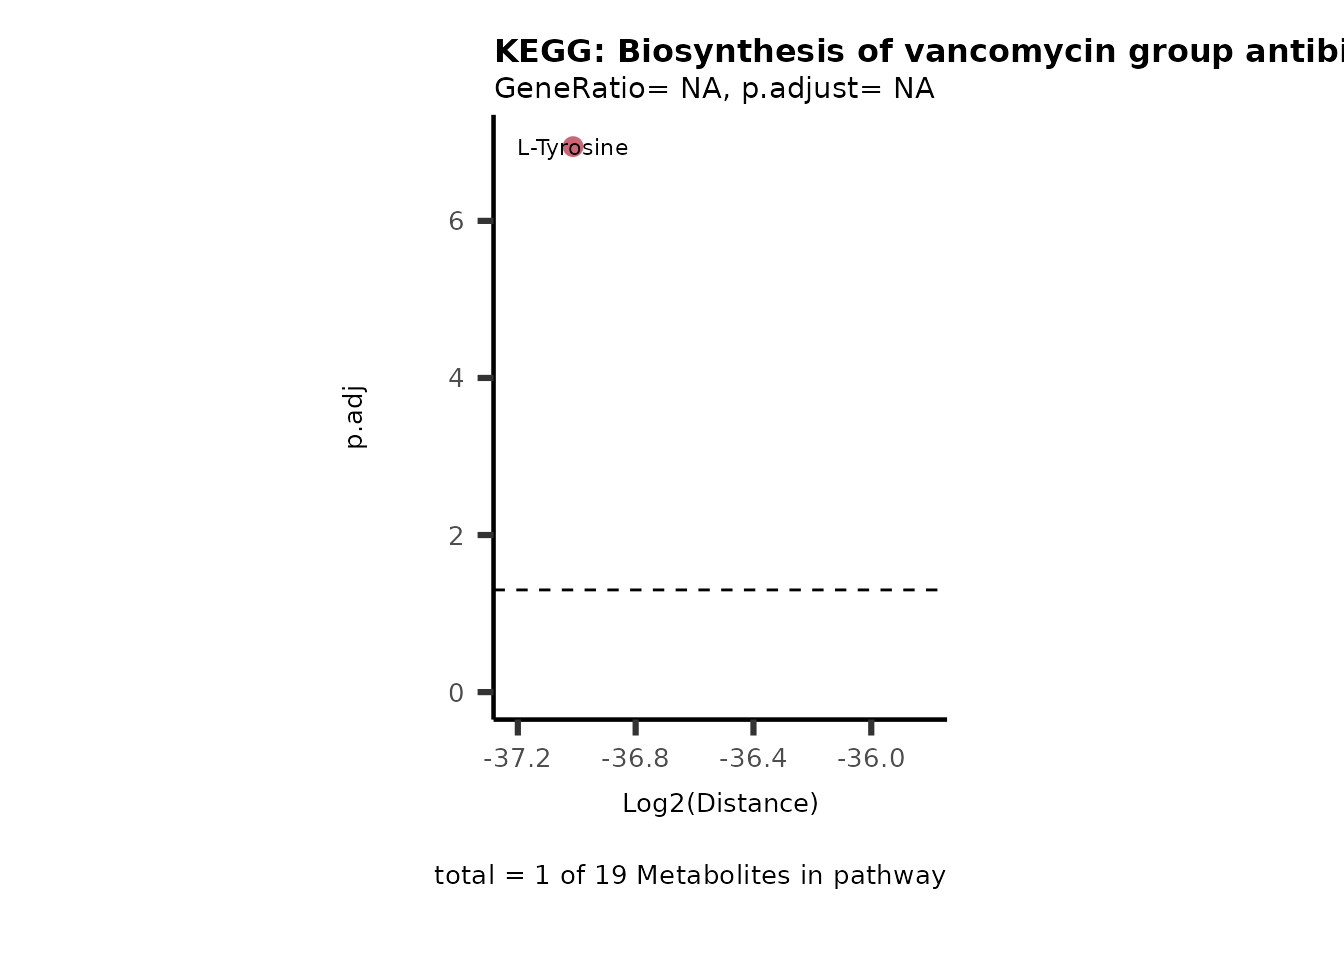 KEGG: Biosynthesis of vancomycin group
GeneRatio= NA, p.adjust= NA
L-Tyrosine
6
4
2
0
p.adj
-37.2 -36.8 -36.4 -36.0
Log2(Distance)
total = 1 of 19 Metabolites in pathway